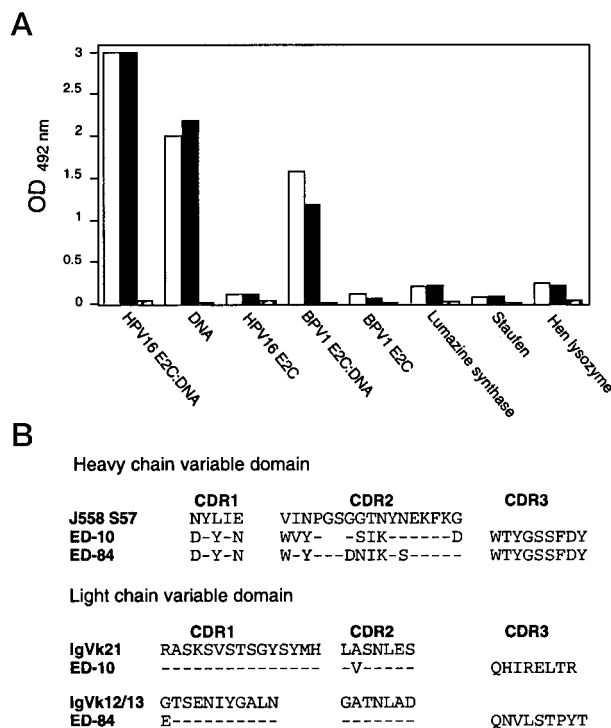 A
OD 492 nm
3
2.5
2
1.5
1
0.5
0
HPV16 E2C:DNA
DNA
HPV16 E2C
BPV1 E2C:DNA
BPV1 E2C
Lumazine synthase
Staufen
Hen lysozyme
B
Heavy chain variable domain
CDR1 CDR2 CDR3
J558 S57 NYLIE VINPGSGGTNYNEKFKG
ED-10 D-Y-N WVY- -SIK------D WTYGSSFDY
ED-84 D-Y-N W-Y---DNIK-S----- WTYGSSFDY
Light chain variable domain
CDR1 CDR2 CDR3
IgVk21 RASKSVSTSGYSYMH LASNLES
ED-10 --------------- -V----- QHIRELTR
IgVk12/13 GTSENIYGALN GATNLAD
ED-84 E---------- ------- QNVLSTPYT